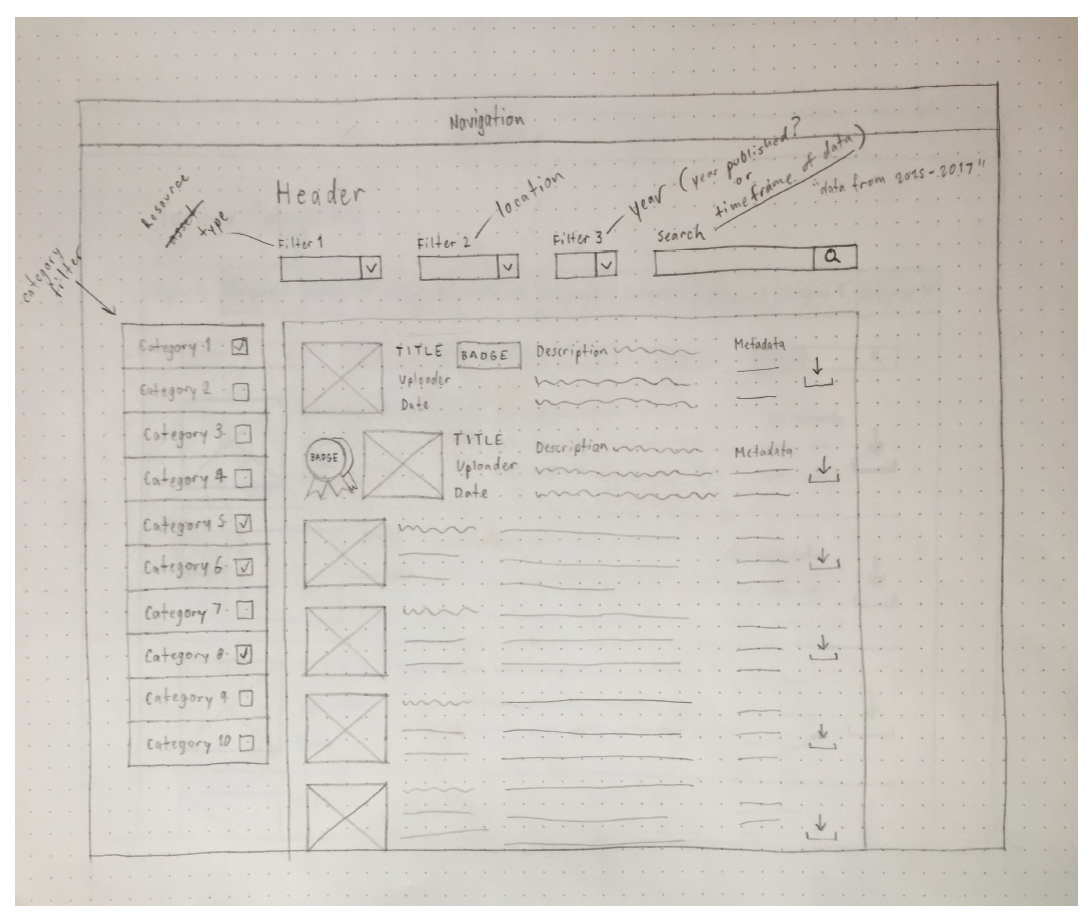 Navigation
Header
Resource
asset
type
location
year (year published?
or
timeframe of data)
"data from 2015-2017"
category
filter
Filter 1
Filter 2
Filter 3
Search
Category 1
Category 2
Category 3
Category 4
Category 5
Category 6
Category 7
Category 8
Category 9
Category 10
TITLE BADGE Description Metadata
Uploader
Date
BADGE TITLE Description Metadata
Uploader
Date